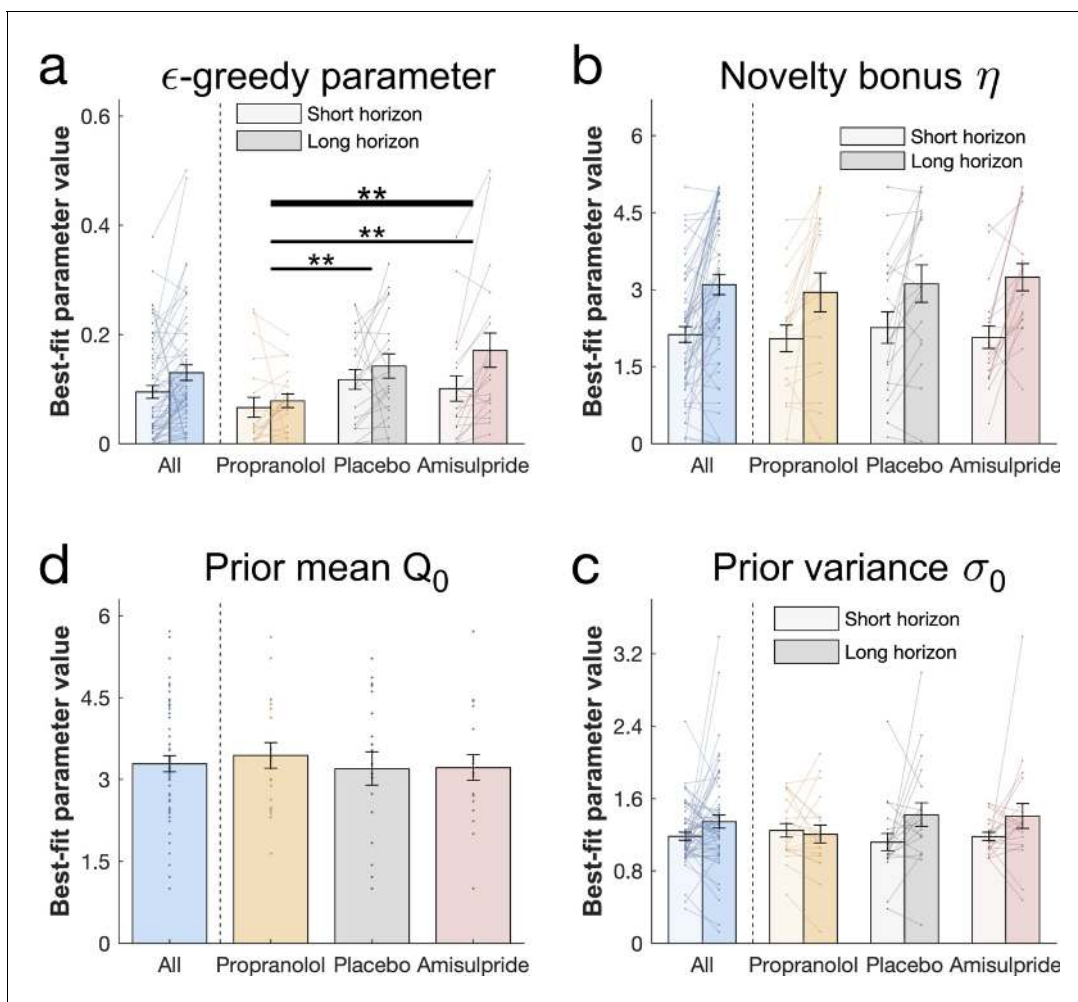 a
ϵ-greedy parameter
Best-fit parameter value
0.6
0.4
0.2
0
Short horizon
Long horizon
**
**
**
All
Propranolol
Placebo
Amisulpride
b
Novelty bonus η
Best-fit parameter value
6
4.5
3
1.5
0
Short horizon
Long horizon
All
Propranolol
Placebo
Amisulpride
d
Prior mean Q₀
Best-fit parameter value
6
4.5
3
1.5
0
All
Propranolol
Placebo
Amisulpride
c
Prior variance σ₀
Best-fit parameter value
3.2
2.4
1.6
0.8
0
Short horizon
Long horizon
All
Propranolol
Placebo
Amisulpride